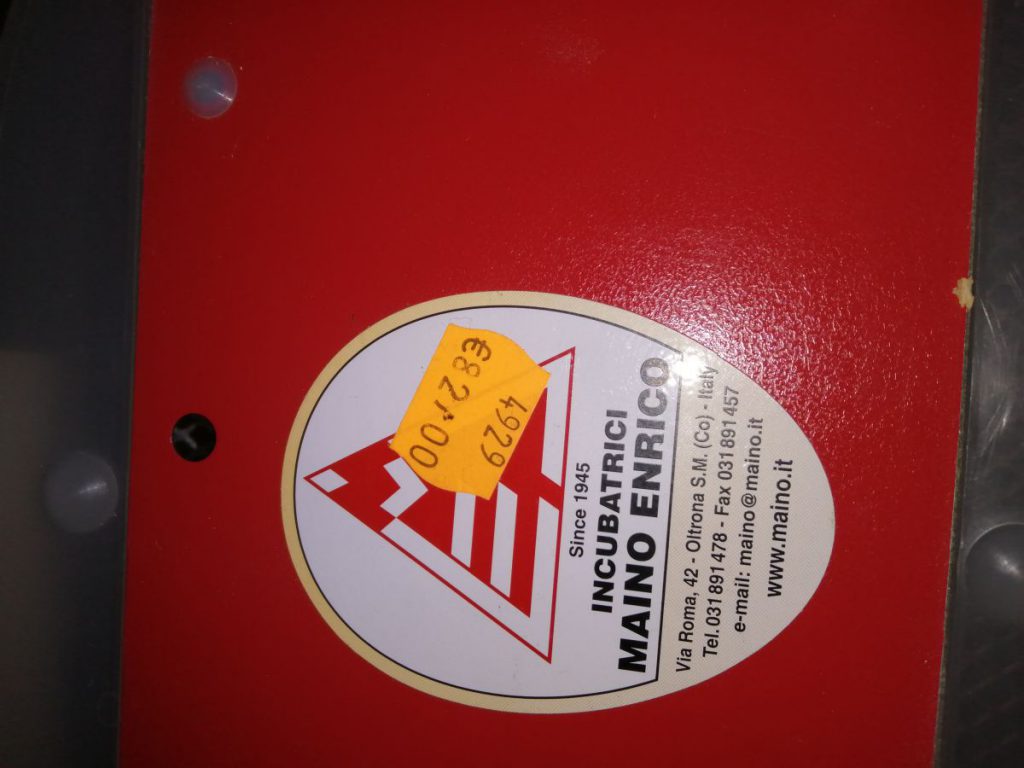 €821.00
4929
Since 1945
INCUBATRICI
MAINO ENRICO
Via Roma, 42 - Oltrona S.M. (Co) - Italy
Tel. 031 891 478 - Fax 031 891 457
e-mail: maino@maino.it
www.maino.it